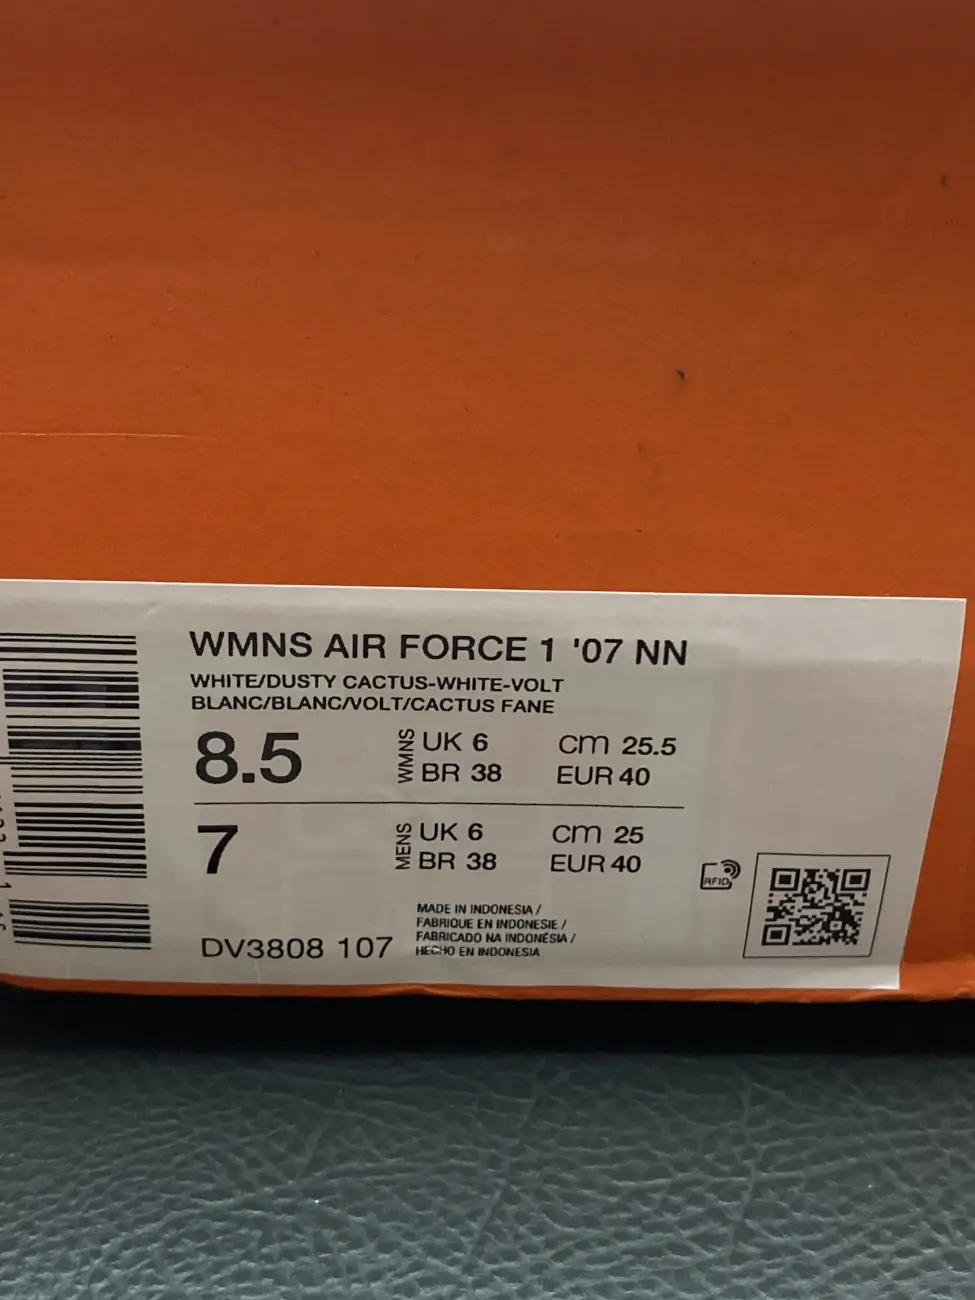 WMNS AIR FORCE 1 '07 NN
WHITE/DUSTY CACTUS-WHITE-VOLT
BLANC/BLANC/VOLT/CACTUS FANE
8.5 WMNS UK 6 cm 25.5
BR 38 EUR 40
7 MENS UK 6 cm 25
BR 38 EUR 40
RFID
MADE IN INDONESIA /
FABRIQUE EN INDONESIE /
FABRICADO NA INDONÉSIA /
HECHO EN INDONESIA
DV3808 107